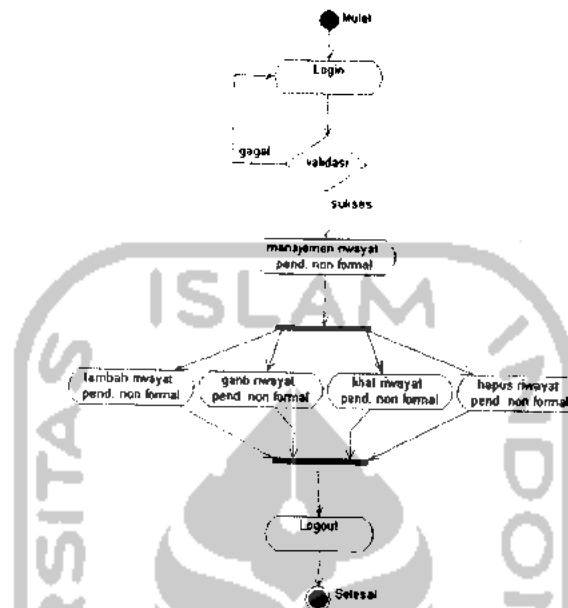 Mulai
Login
gagal
validasi
sukses
manajemen riwayat
pend. non formal
ISLAM
tambah riwayat
pend. non formal
ganti riwayat
pend. non formal
lihat riwayat
pend. non formal
hapus riwayat
pend. non formal
Logout
Selesai